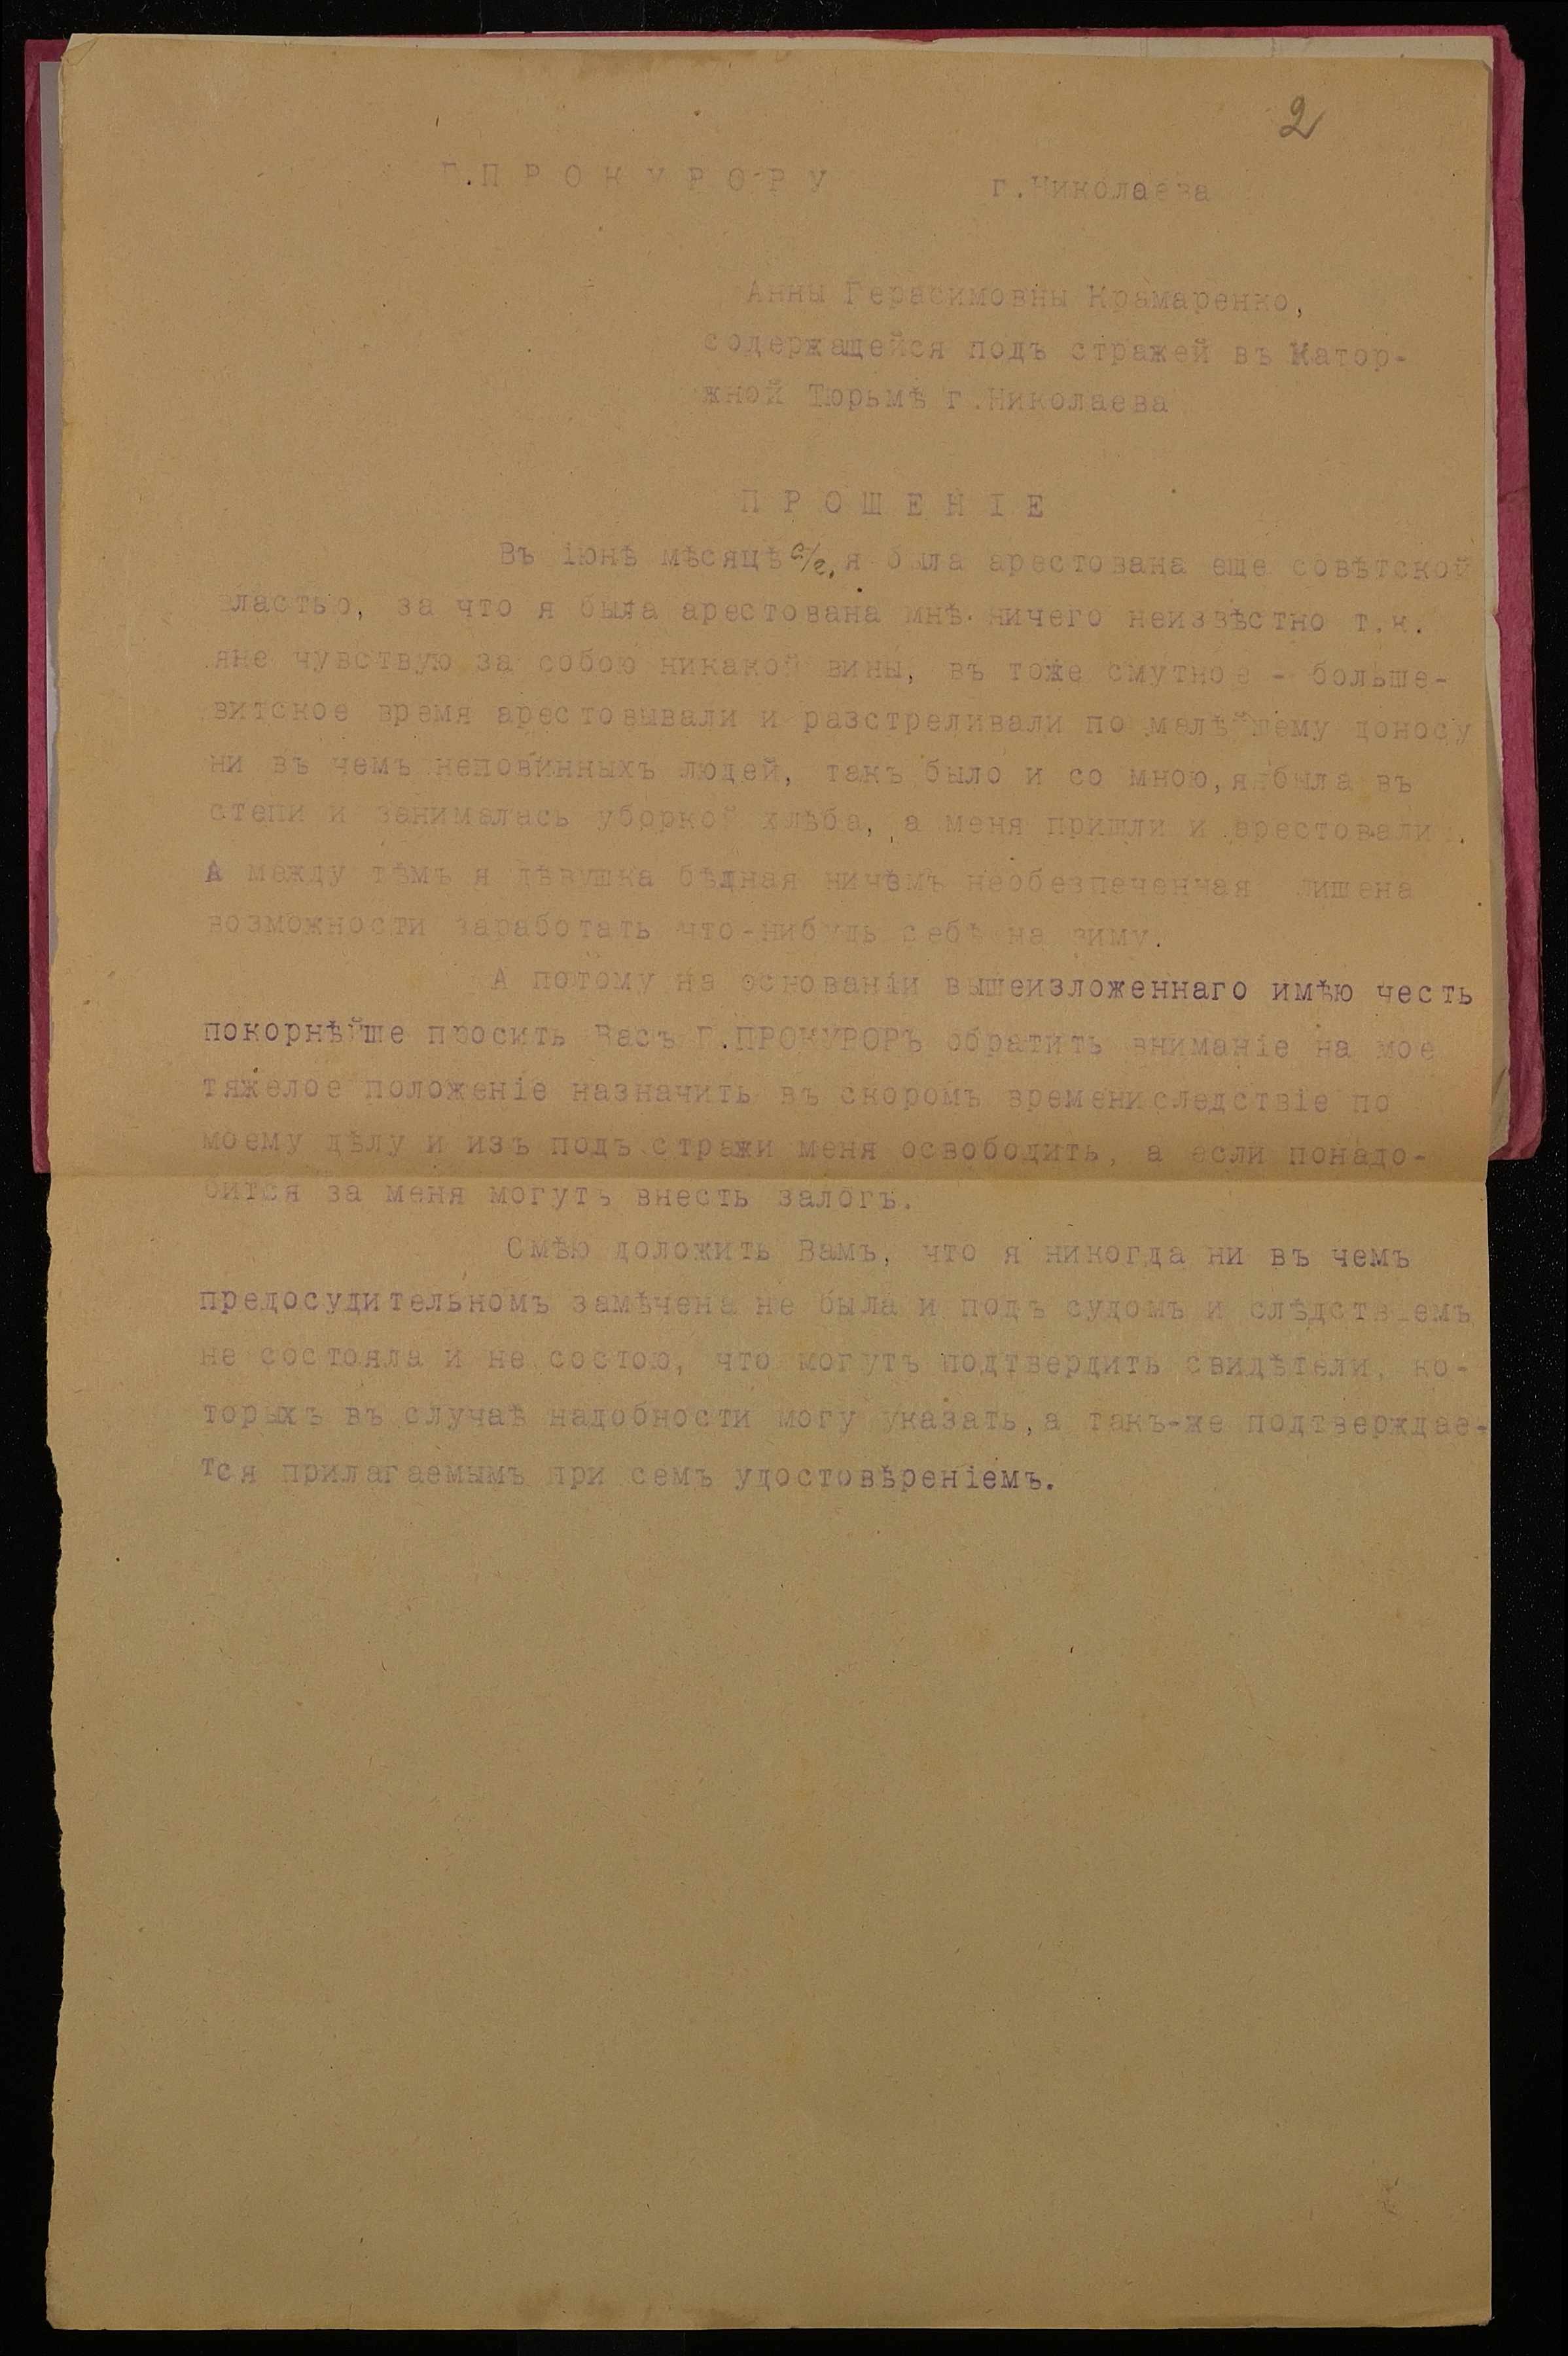 2
Г.ПРОКУРОРУ г.Николаева
Анны Герасимовны Крамаренко,
содержащейся подъ стражей въ Катор-
жной Тюрьмѣ г.Николаева
ПРОШЕНІЕ
Въ іюнѣ мѣсяцѣ с/г. я была арестована еще совѣтской
властью, за что я была арестована мнѣ ничего неизвѣстно т.к.
яне чувствую за собою никакой вины, въ тоже смутное - больше-
витское время арестовывали и разстреливали по малѣйшему доносу
ни въ чемъ неповинныхъ людей, такъ было и со мною, я была въ
степи и занималась уборкой хлѣба, а меня пришли и арестовали.
А между тѣмъ я дѣвушка бѣдная ничѣмъ необезпеченная лишена
возможности заработать что-нибудь себѣ на зиму.
А потому на основаніи вышеизложеннаго имѣю честь
покорнѣйше просить Васъ Г.ПРОКУРОРЪ обратить вниманіе на мое
тяжелое положеніе назначить въ скоромъ времени следствіе по
моему дѣлу и изъ подъ стражи меня освободить, а если понадо-
бится за меня могутъ внесть залогъ.
Смѣю доложить Вамъ, что я никогда ни въ чемъ
предосудительномъ замѣчена не была и подъ судомъ и слѣдствіемъ
не состояла и не состою, что могутъ подтвердить свидѣтели, ко-
торыхъ въ случаѣ надобности могу указать, а такъ-же подтверждае-
тся прилагаемымъ при семъ удостовѣреніемъ.